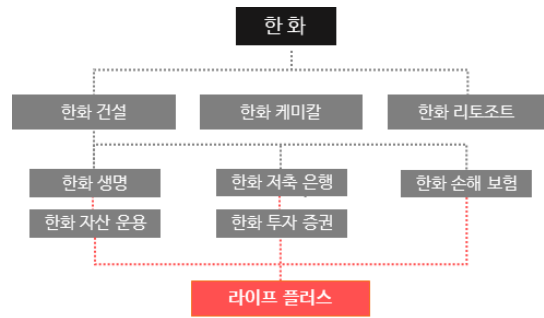 한화
한화 건설
한화 케미칼
한화 리토조트
한화 생명
한화 저축 은행
한화 손해 보험
한화 자산 운용
한화 투자 증권
라이프 플러스